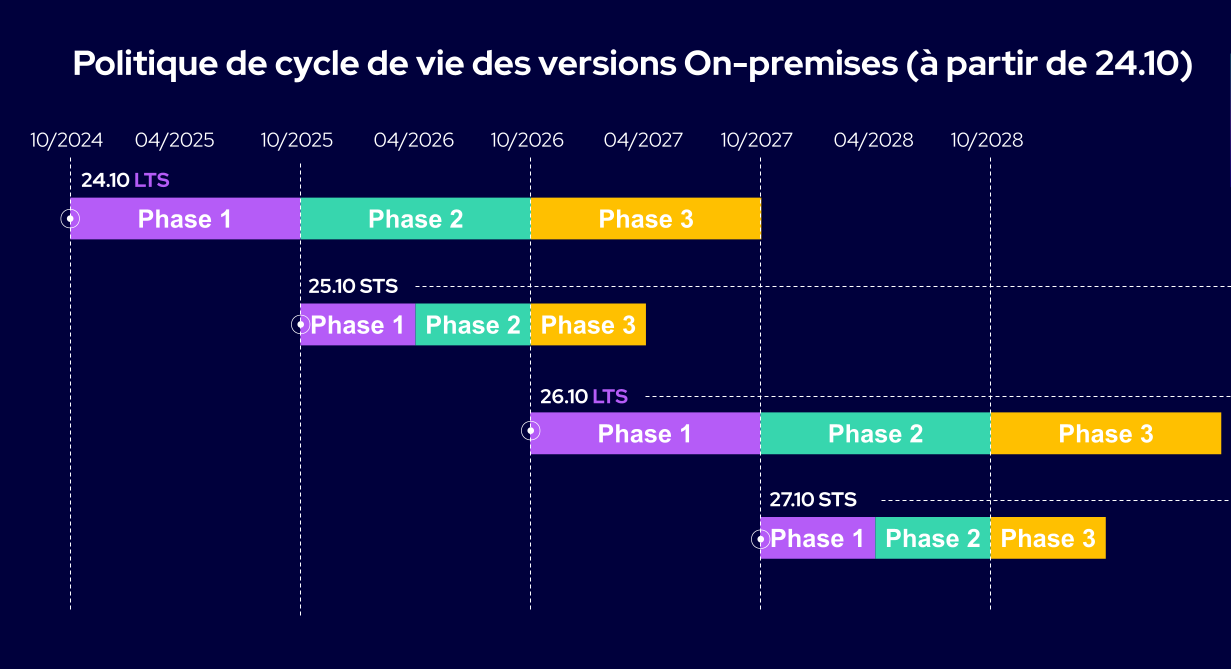 Politique de cycle de vie des versions On-premises (à partir de 24.10)
10/2024 04/2025 10/2025 04/2026 10/2026 04/2027 10/2027 04/2028 10/2028
24.10 LTS
Phase 1 Phase 2 Phase 3
25.10 STS
Phase 1 Phase 2 Phase 3
26.10 LTS
Phase 1 Phase 2 Phase 3
27.10 STS
Phase 1 Phase 2 Phase 3